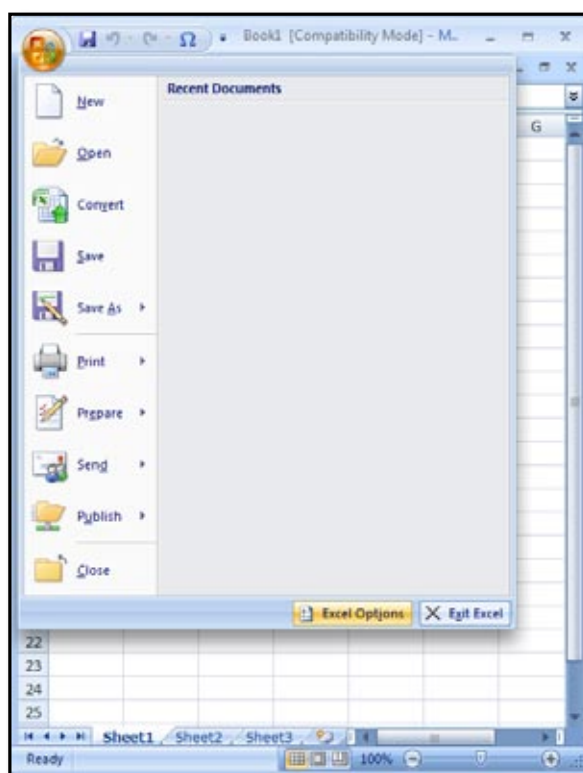 Book1 [Compatibility Mode] - M..
Recent Documents
New
Open
Convert
Save
Save As
Print
Prepare
Send
Publish
Close
Excel Options
Exit Excel
G
22
23
24
25
Sheet1 Sheet2 Sheet3
Ready 100%